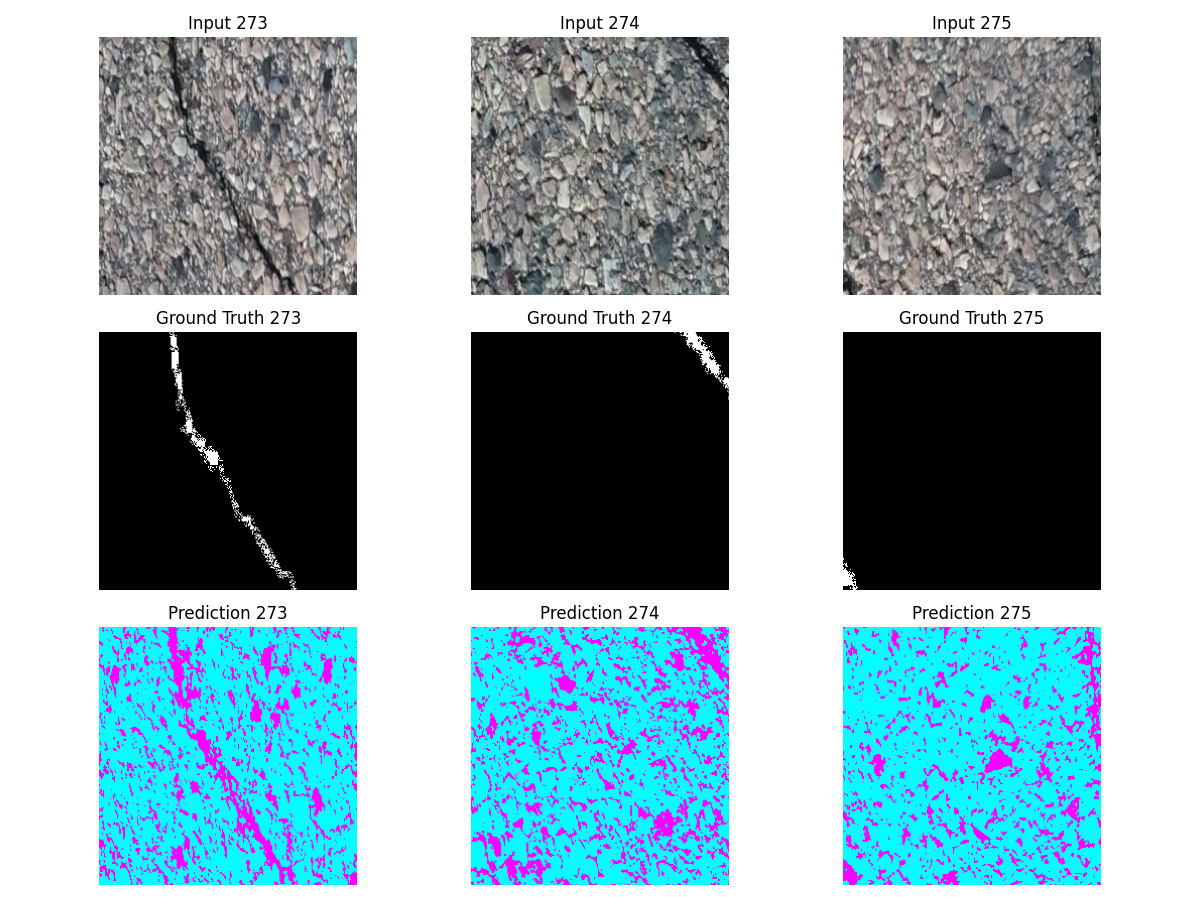 Input 273
Input 274
Input 275
Ground Truth 273
Ground Truth 274
Ground Truth 275
Prediction 273
Prediction 274
Prediction 275